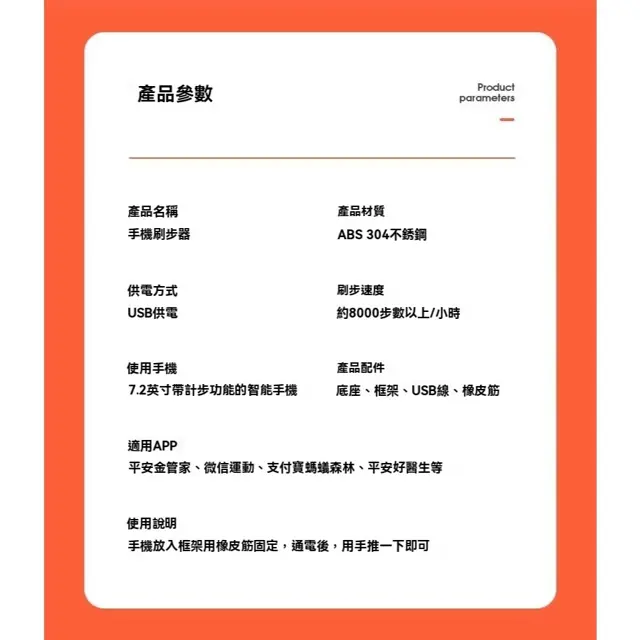 產品參數
Product
parameters
產品名稱
手機刷步器
產品材質
ABS 304不銹鋼
供電方式
USB供電
刷步速度
約8000步數以上/小時
使用手機
7.2英寸帶計步功能的智能手機
產品配件
底座、框架、USB線、橡皮筋
適用APP
平安金管家、微信運動、支付寶螞蟻森林、平安好醫生等
使用說明
手機放入框架用橡皮筋固定，通電後，用手推一下即可